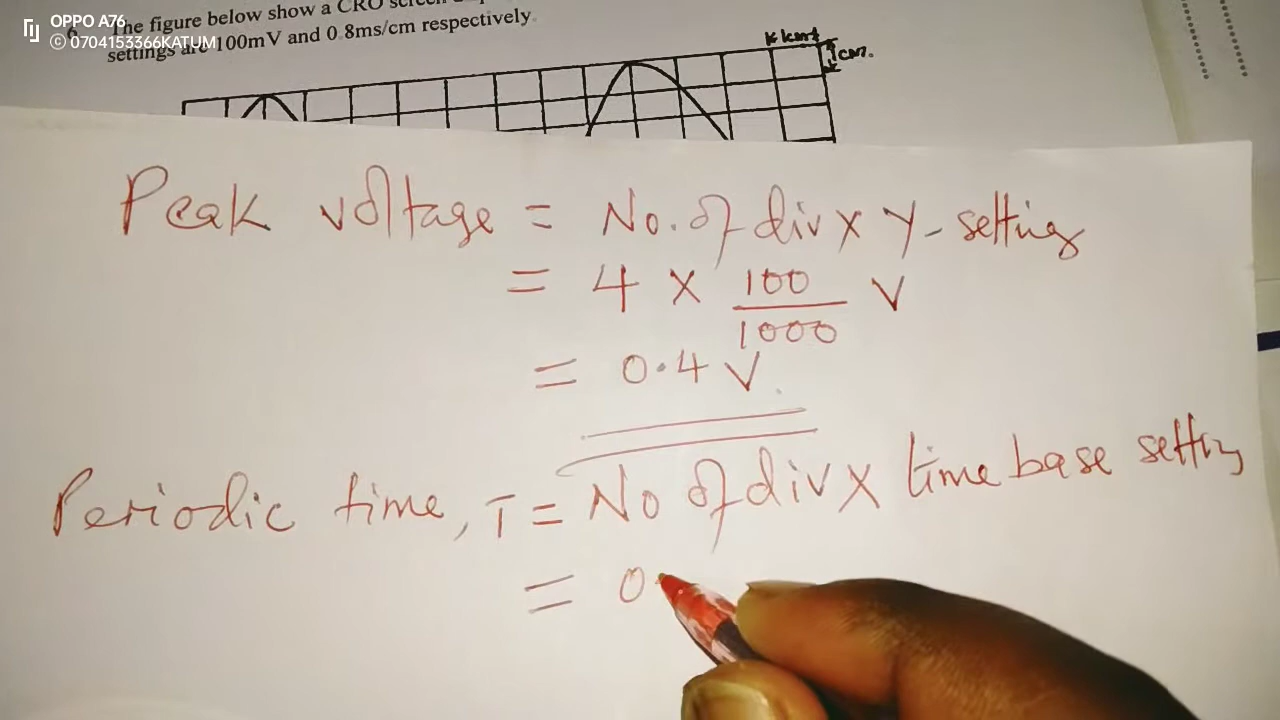 OPPO A76
© 0704153366KATUM
The figure below show a CRO screen
settings are 100mV and 0.8ms/cm respectively.
1cm.
Peak voltage = No. of div x Y-setting
= 4 x 100/1000 V
= 0.4 V
Periodic time, T = No of div x time base setting
= 0